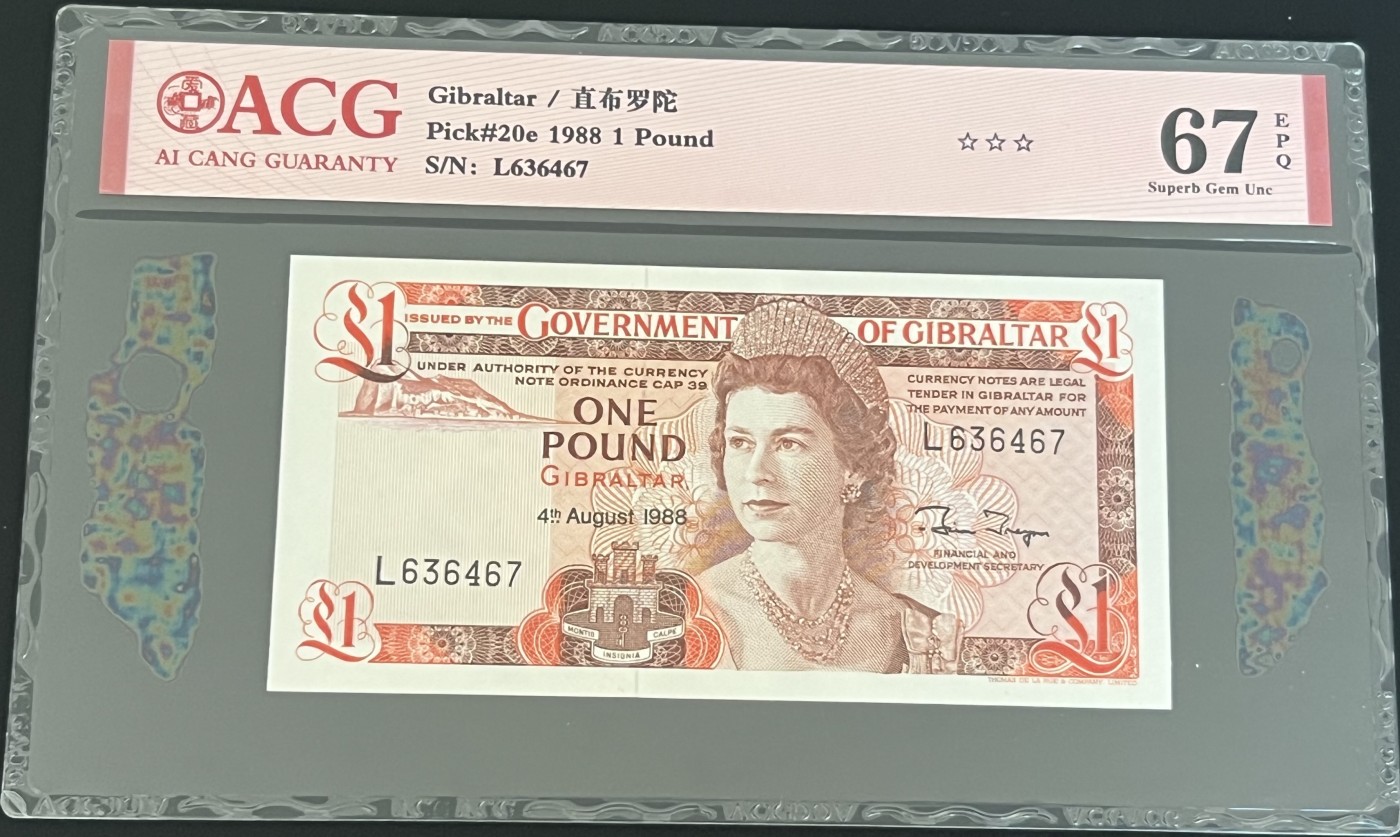 ACG
AI CANG GUARANTY
Gibraltar / 直布罗陀
Pick#20e 1988 1 Pound
S/N: L636467
☆☆☆
67
EPQ
Superb Gem Unc
£1
ISSUED BY THE GOVERNMENT OF GIBRALTAR
£1
UNDER AUTHORITY OF THE CURRENCY
NOTE ORDINANCE CAP 39
ONE
POUND
GIBRALTAR
4th August 1988
L636467
CURRENCY NOTES ARE LEGAL
TENDER IN GIBRALTAR FOR
THE PAYMENT OF ANY AMOUNT
L636467
FINANCIAL AND
DEVELOPMENT SECRETARY
£1
MONTIS CALPE
INSIGNIA
£1
THOMAS DE LA RUE & COMPANY LIMITED